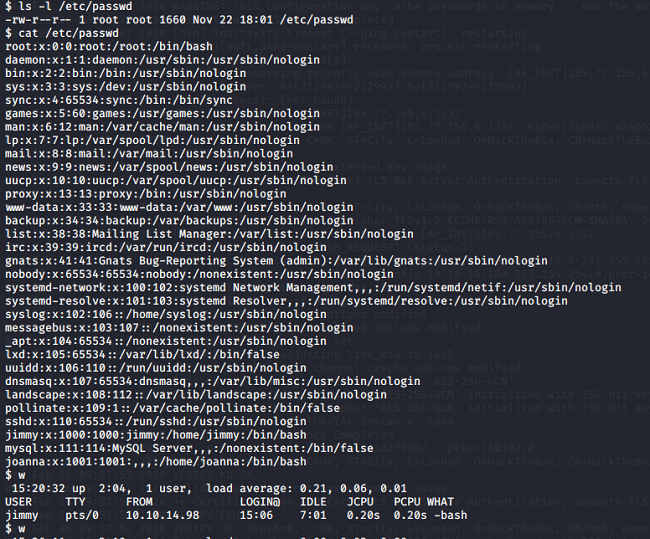 $ ls -l /etc/passwd
-rw-r--r-- 1 root root 1660 Nov 22 18:01 /etc/passwd
$ cat /etc/passwd
root:x:0:0:root:/root:/bin/bash
daemon:x:1:1:daemon:/usr/sbin:/usr/sbin/nologin
bin:x:2:2:bin:/bin:/usr/sbin/nologin
sys:x:3:3:sys:/dev:/usr/sbin/nologin
sync:x:4:65534:sync:/bin:/bin/sync
games:x:5:60:games:/usr/games:/usr/sbin/nologin
man:x:6:12:man:/var/cache/man:/usr/sbin/nologin
lp:x:7:7:lp:/var/spool/lpd:/usr/sbin/nologin
mail:x:8:8:mail:/var/mail:/usr/sbin/nologin
news:x:9:9:news:/var/spool/news:/usr/sbin/nologin
uucp:x:10:10:uucp:/var/spool/uucp:/usr/sbin/nologin
proxy:x:13:13:proxy:/bin:/usr/sbin/nologin
www-data:x:33:33:www-data:/var/www:/usr/sbin/nologin
backup:x:34:34:backup:/var/backups:/usr/sbin/nologin
list:x:38:38:Mailing List Manager:/var/list:/usr/sbin/nologin
irc:x:39:39:ircd:/var/run/ircd:/usr/sbin/nologin
gnats:x:41:41:Gnats Bug-Reporting System (admin):/var/lib/gnats:/usr/sbin/nologin
nobody:x:65534:65534:nobody:/nonexistent:/usr/sbin/nologin
systemd-network:x:100:102:systemd Network Management,,,:/run/systemd/netif:/usr/sbin/nologin
systemd-resolve:x:101:103:systemd Resolver,,,:/run/systemd/resolve:/usr/sbin/nologin
syslog:x:102:106::/home/syslog:/usr/sbin/nologin
messagebus:x:103:107::/nonexistent:/usr/sbin/nologin
_apt:x:104:65534::/nonexistent:/usr/sbin/nologin
lxd:x:105:65534::/var/lib/lxd/:/bin/false
uuidd:x:106:110::/run/uuidd:/usr/sbin/nologin
dnsmasq:x:107:65534:dnsmasq,,,:/var/lib/misc:/usr/sbin/nologin
landscape:x:108:112::/var/lib/landscape:/usr/sbin/nologin
pollinate:x:109:1::/var/cache/pollinate:/bin/false
sshd:x:110:65534::/run/sshd:/usr/sbin/nologin
jimmy:x:1000:1000:jimmy:/home/jimmy:/bin/bash
mysql:x:111:114:MySQL Server,,,:/nonexistent:/bin/false
joanna:x:1001:1001:,,,:/home/joanna:/bin/bash
$ w
15:20:32 up 2:04, 1 user, load average: 0.21, 0.06, 0.01
USER TTY FROM LOGIN@ IDLE JCPU PCPU WHAT
jimmy pts/0 10.10.14.98 15:06 7:01 0.20s 0.20s -bash
$ w